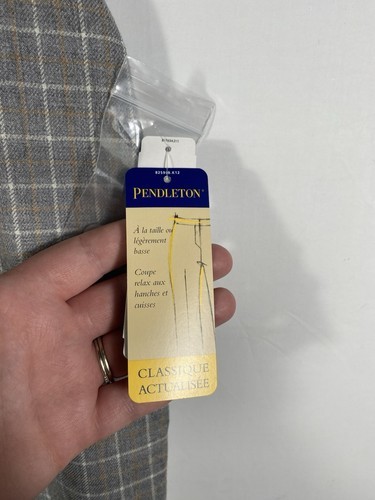 PENDLETON®
À la taille ou
légèrement
basse
Coupe
relax aux
hanches et
cuisses
CLASSIQUE
ACTUALISÉE